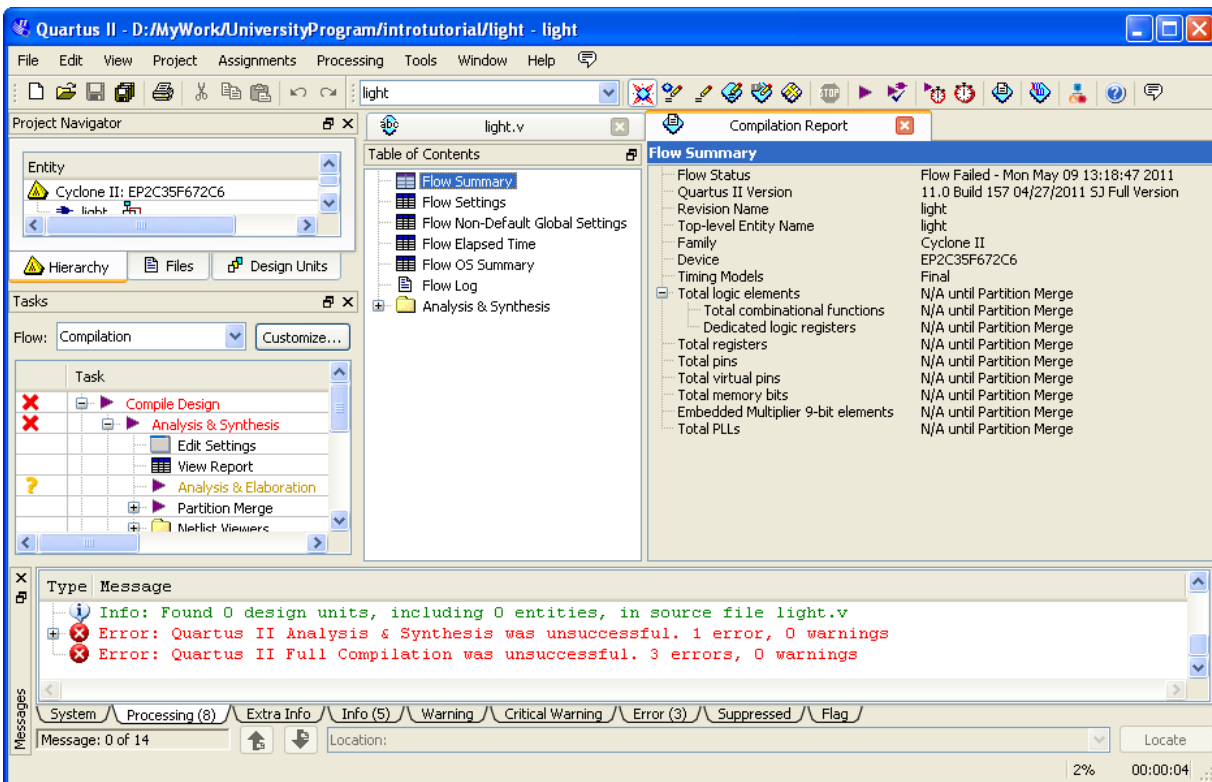 Quartus II - D:/MyWork/UniversityProgram/introtutorial/light - light
File Edit View Project Assignments Processing Tools Window Help
light
STOP
Project Navigator
Entity
Cyclone II: EP2C35F672C6
light
Hierarchy Files Design Units
Tasks
Flow: Compilation Customize...
Task
Compile Design
Analysis & Synthesis
Edit Settings
View Report
Analysis & Elaboration
Partition Merge
Netlist Viewers
abc light.v
Table of Contents
Flow Summary
Flow Settings
Flow Non-Default Global Settings
Flow Elapsed Time
Flow OS Summary
Flow Log
Analysis & Synthesis
Compilation Report
Flow Summary
Flow Status Flow Failed - Mon May 09 13:18:47 2011
Quartus II Version 11.0 Build 157 04/27/2011 SJ Full Version
Revision Name light
Top-level Entity Name light
Family Cyclone II
Device EP2C35F672C6
Timing Models Final
Total logic elements N/A until Partition Merge
Total combinational functions N/A until Partition Merge
Dedicated logic registers N/A until Partition Merge
Total registers N/A until Partition Merge
Total pins N/A until Partition Merge
Total virtual pins N/A until Partition Merge
Total memory bits N/A until Partition Merge
Embedded Multiplier 9-bit elements N/A until Partition Merge
Total PLLs N/A until Partition Merge
Messages
Type Message
Info: Found 0 design units, including 0 entities, in source file light.v
Error: Quartus II Analysis & Synthesis was unsuccessful. 1 error, 0 warnings
Error: Quartus II Full Compilation was unsuccessful. 3 errors, 0 warnings
System Processing (8) Extra Info Info (5) Warning Critical Warning Error (3) Suppressed Flag
Message: 0 of 14 Location: Locate
2% 00:00:04